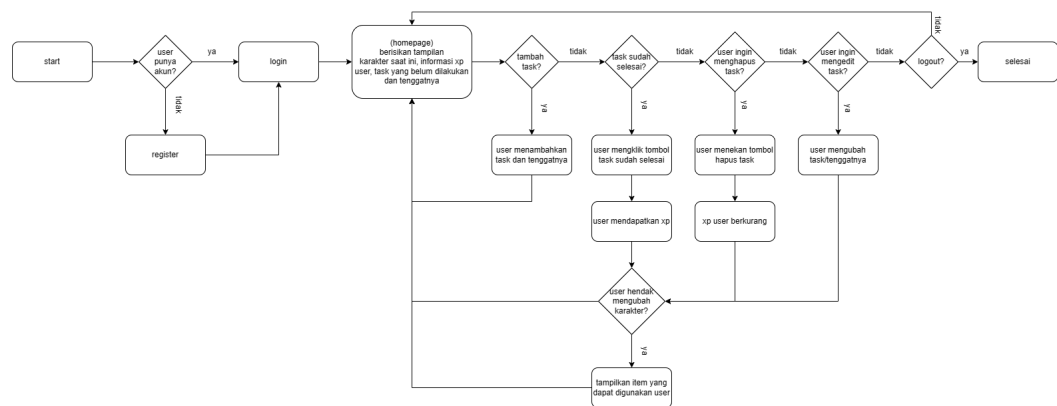 start
user
punya
akun?
ya
tidak
register
login
(homepage)
berisikan tampilan
karakter saat ini, informasi xp
user, task yang belum dilakukan
dan tenggatnya
tambah
task?
tidak
ya
user menambahkan
task dan tenggatnya
task sudah
selesai?
tidak
ya
user mengklik tombol
task sudah selesai
user mendapatkan xp
user hendak
mengubah
karakter?
ya
tampilkan item yang
dapat digunakan user
user ingin
menghapus
task?
tidak
ya
user menekan tombol
hapus task
xp user berkurang
user ingin
mengedit
task?
tidak
ya
user mengubah
task/tenggatnya
logout?
tidak
ya
selesai